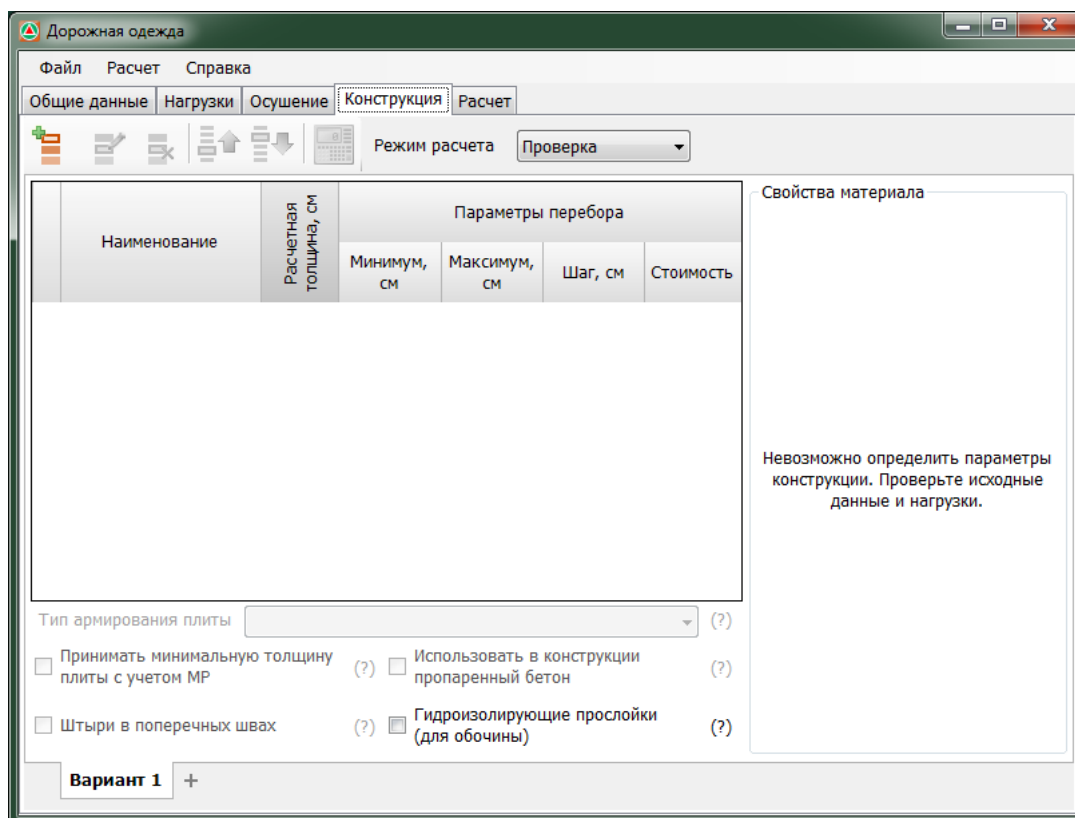 Дорожная одежда
Файл Расчет Справка
Общие данные Нагрузки Осушение Конструкция Расчет
Режим расчета Проверка
Наименование
Расчетная
толщина, см
Параметры перебора
Минимум,
см
Максимум,
см
Шаг, см
Стоимость
Свойства материала
Невозможно определить параметры
конструкции. Проверьте исходные
данные и нагрузки.
Тип армирования плиты (?)
Принимать минимальную толщину
плиты с учетом МР
(?)
Использовать в конструкции
пропаренный бетон
(?)
Штыри в поперечных швах (?)
Гидроизолирующие прослойки
(для обочины)
(?)
Вариант 1 +